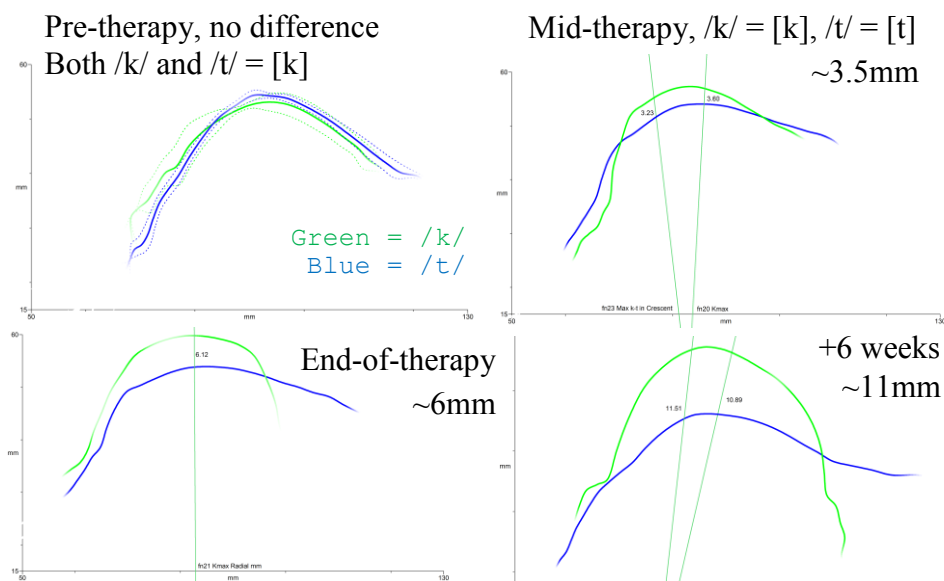 Pre-therapy, no difference
Both /k/ and /t/ = [k]
60
mm
Green = /k/
Blue = /t/
15
50
mm
130
Mid-therapy, /k/ = [k], /t/ = [t]
~3.5mm
60
3.23
3.60
mm
fn23 Max k-t in Crescent
fn20 Kmax
15
50
mm
130
60
End-of-therapy
~6mm
6.12
mm
fn21 Kmax Radial mm
15
50
mm
130
+6 weeks
~11mm
11.51
10.89
mm